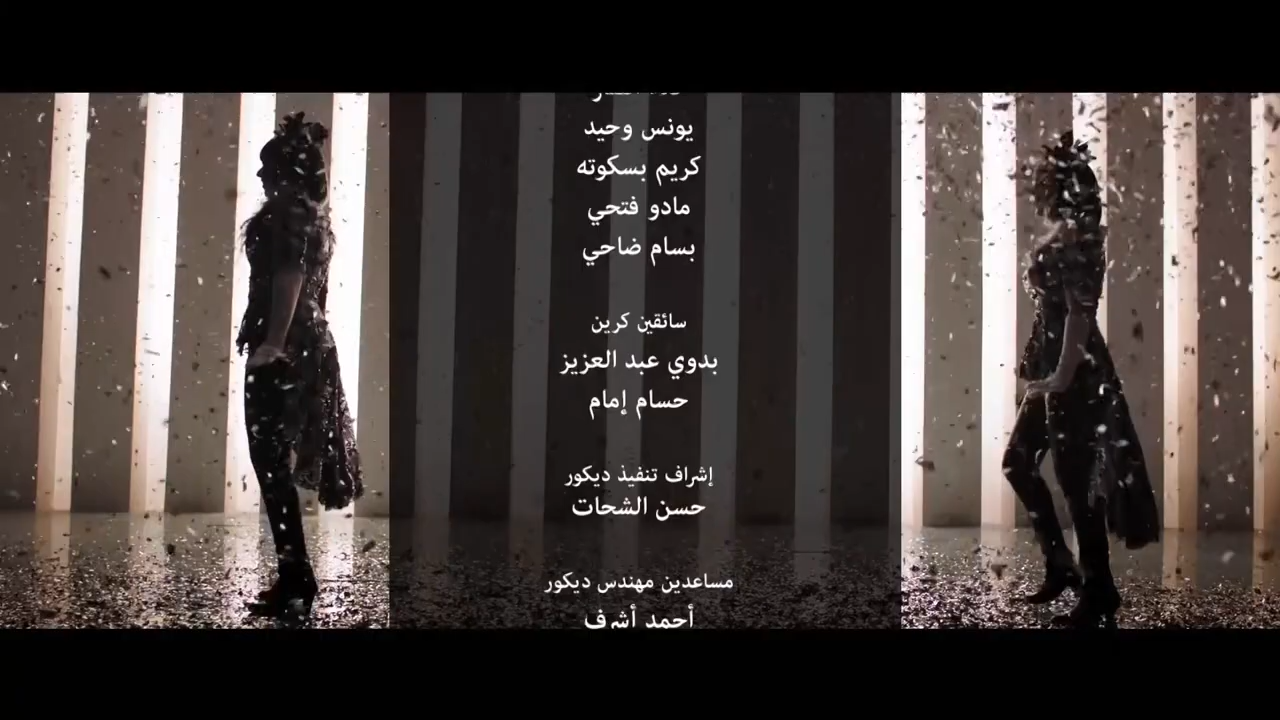 يونس وحيد
كريم بسكوته
مادو فتحي
بسام ضاحي
سائقين كرين
بدوي عبد العزيز
حسام إمام
إشراف تنفيذ ديكور
حسن الشحات
مساعدين مهندس ديكور
أحمد أشرف